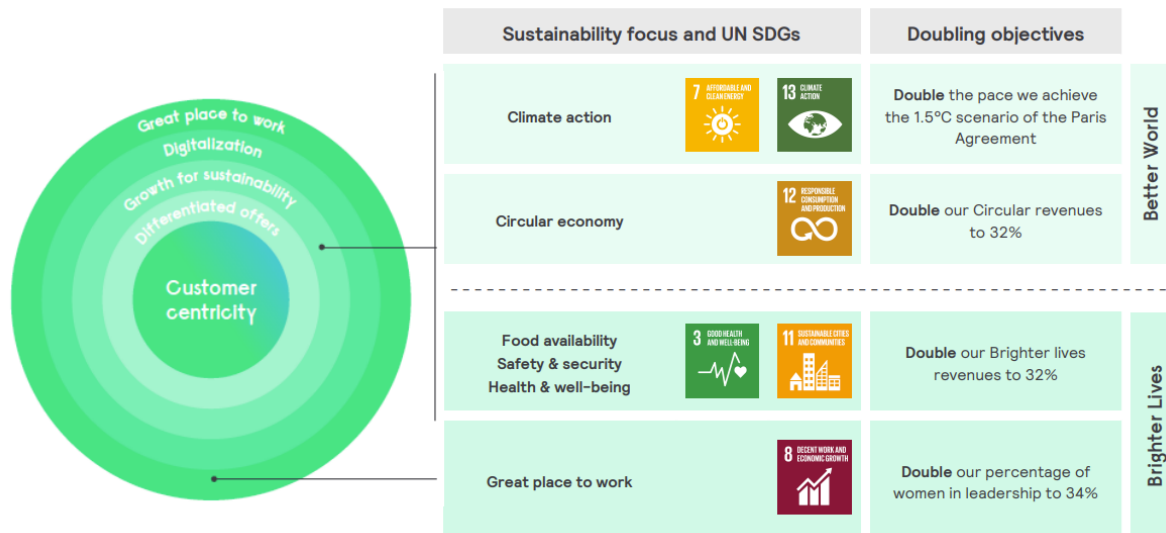 Sustainability focus and UN SDGs
Doubling objectives
Great place to work
Digitalization
Growth for sustainability
Differentiated offers
Customer
centricity
Climate action
7 AFFORDABLE AND
CLEAN ENERGY
13 CLIMATE
ACTION
Double the pace we achieve
the 1.5°C scenario of the Paris
Agreement
Circular economy
12 RESPONSIBLE
CONSUMPTION
AND PRODUCTION
Double our Circular revenues
to 32%
Better World
Food availability
Safety & security
Health & well-being
3 GOOD HEALTH
AND WELL-BEING
11 SUSTAINABLE CITIES
AND COMMUNITIES
Double our Brighter lives
revenues to 32%
Great place to work
8 DECENT WORK AND
ECONOMIC GROWTH
Double our percentage of
women in leadership to 34%
Brighter Lives